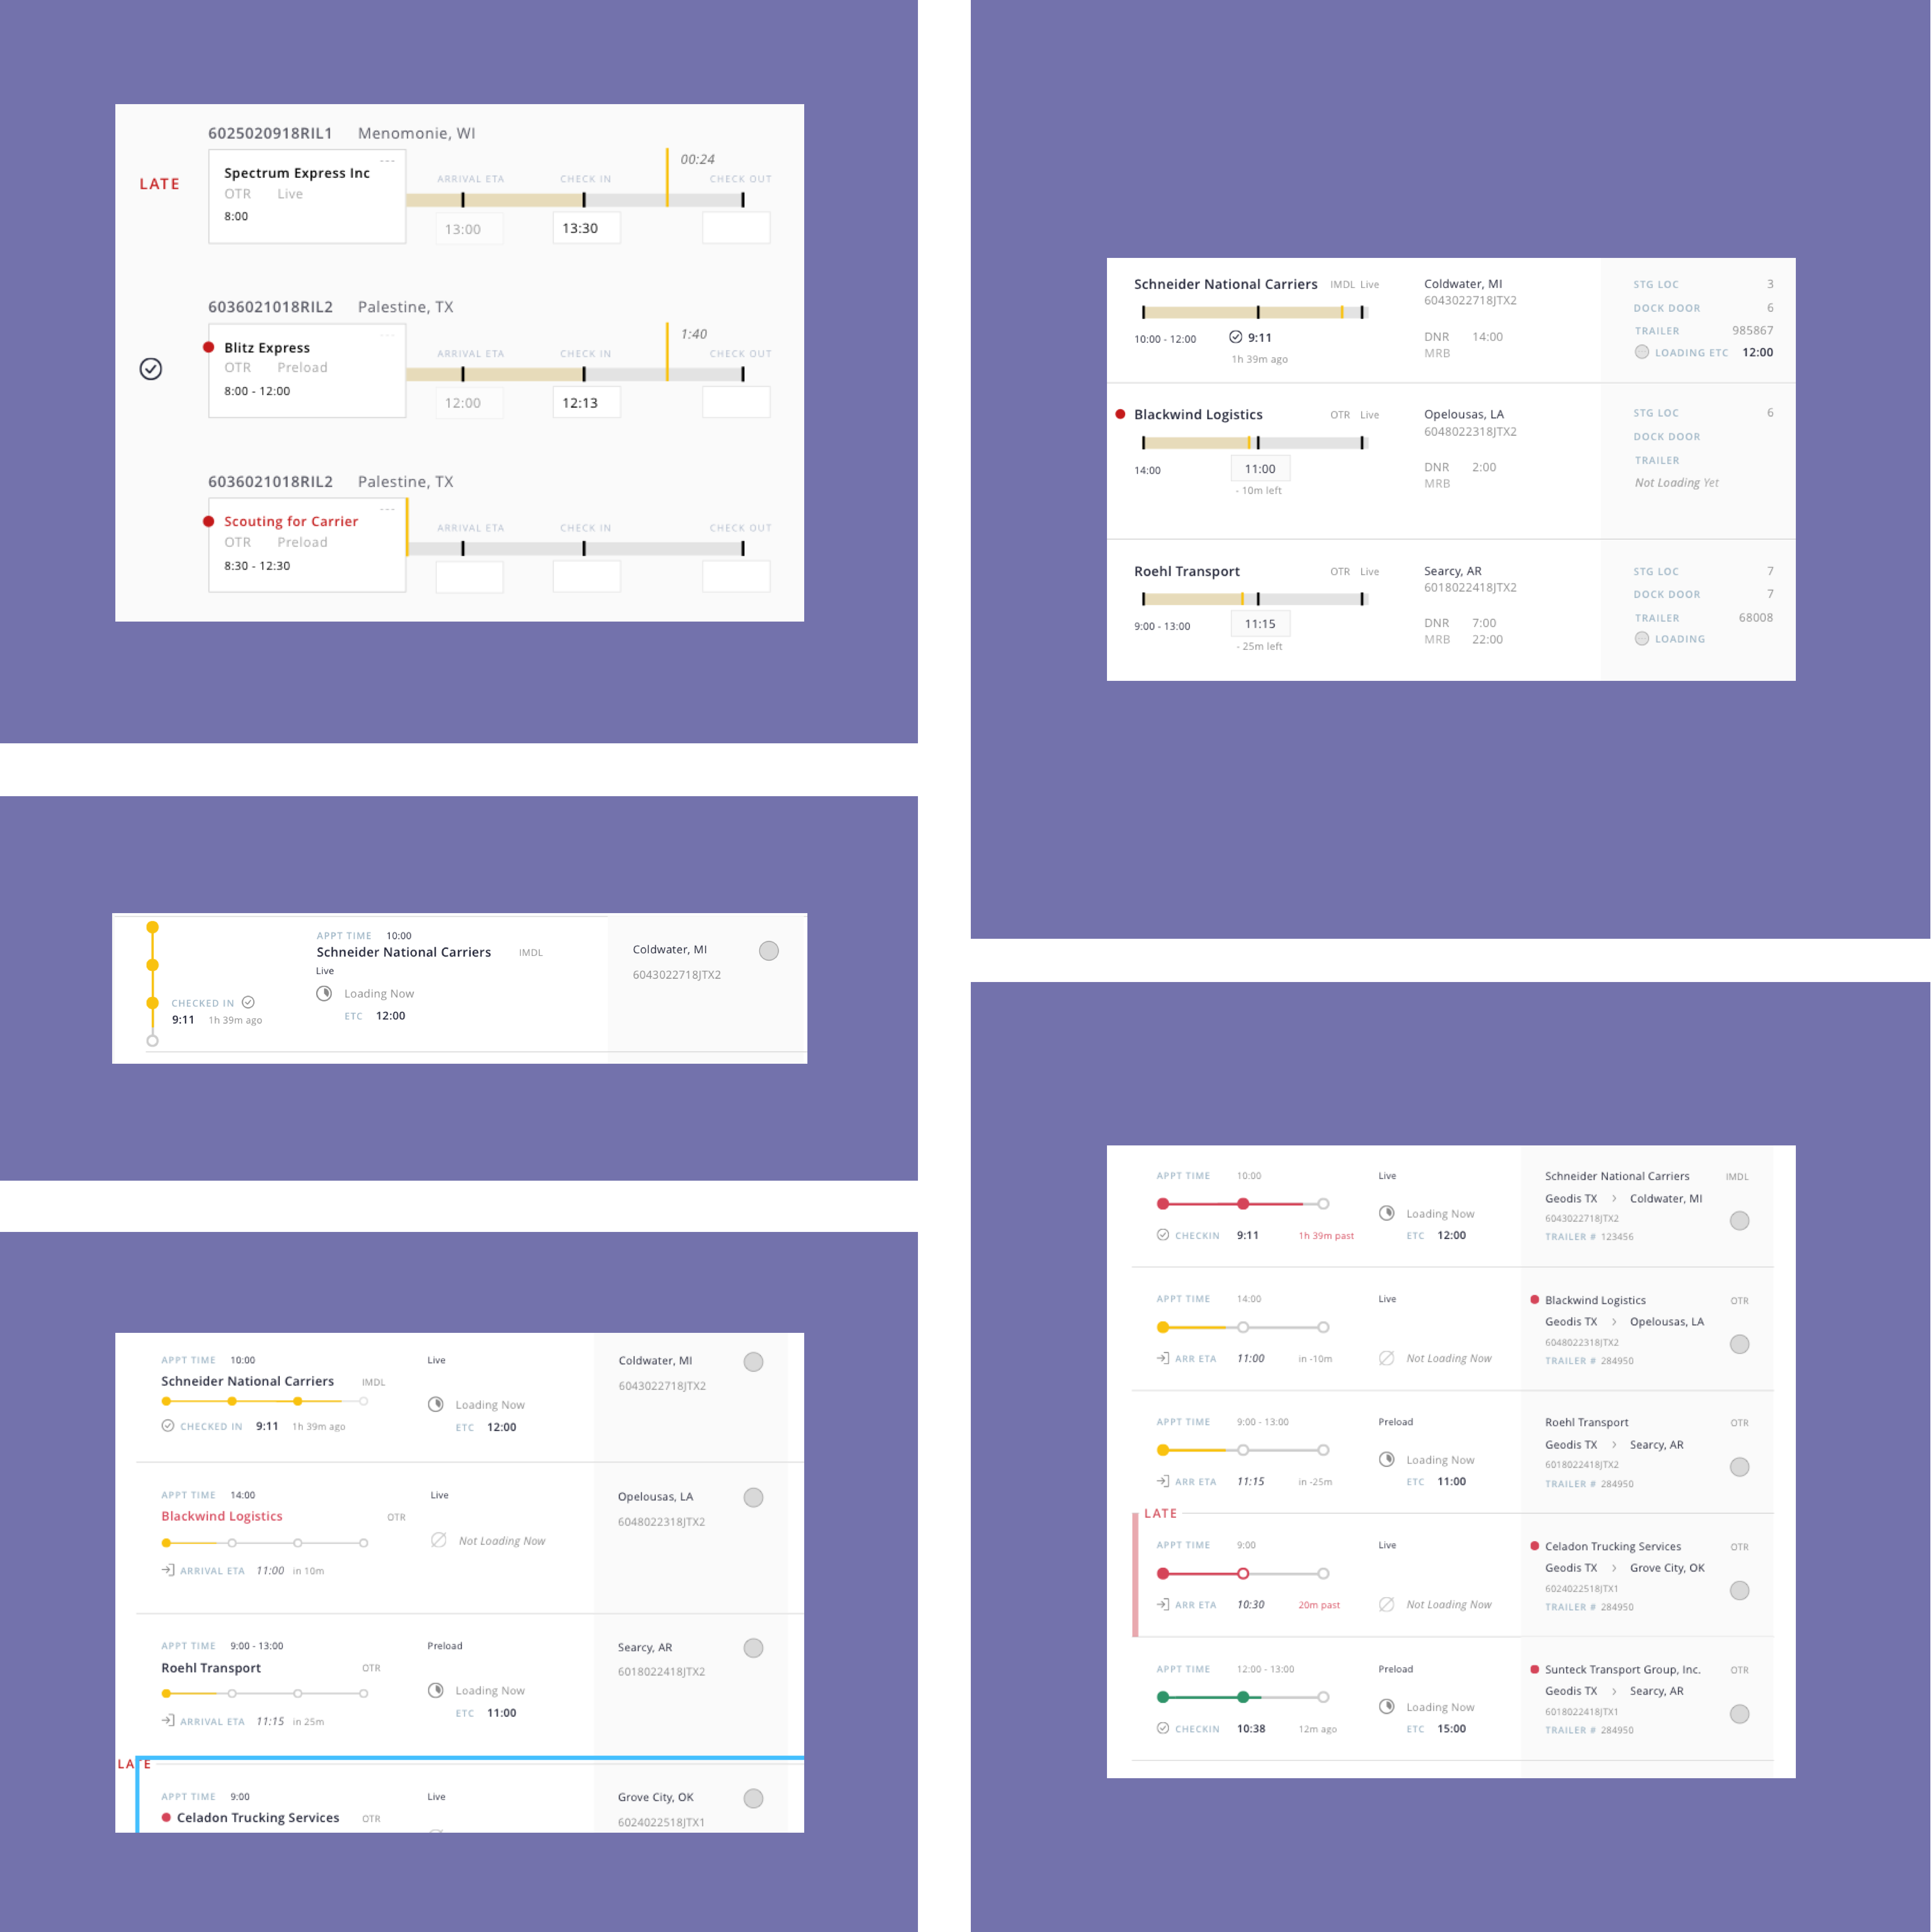 6025020918RIL1 Menomonie, WI
LATE
Spectrum Express Inc
OTR Live
8:00
ARRIVAL ETA CHECK IN 00:24 CHECK OUT
13:00 13:30
6036021018RIL2 Palestine, TX
Blitz Express
OTR Preload
8:00 - 12:00
ARRIVAL ETA CHECK IN 1:40 CHECK OUT
12:00 12:13
6036021018RIL2 Palestine, TX
Scouting for Carrier
OTR Preload
8:30 - 12:30
ARRIVAL ETA CHECK IN CHECK OUT
Schneider National Carriers IMDL Live Coldwater, MI STG LOC 3
6043022718JTX2
DOCK DOOR 6
10:00 - 12:00 9:11 DNR 14:00 TRAILER 985867
1h 39m ago MRB LOADING ETC 12:00
Blackwind Logistics OTR Live Opelousas, LA STG LOC 6
6048022318JTX2 DOCK DOOR
14:00 11:00 DNR 2:00 TRAILER
- 10m left MRB Not Loading Yet
Roehl Transport OTR Live Searcy, AR STG LOC 7
6018022418JTX2 DOCK DOOR 7
9:00 - 13:00 11:15 DNR 7:00 TRAILER 68008
- 25m left MRB 22:00 LOADING
APPT TIME 10:00
Schneider National Carriers IMDL Coldwater, MI
Live
6043022718JTX2
Loading Now
CHECKED IN
9:11 1h 39m ago ETC 12:00
APPT TIME 10:00 Live Coldwater, MI
Schneider National Carriers IMDL 6043022718JTX2
Loading Now
CHECKED IN 9:11 1h 39m ago ETC 12:00
APPT TIME 14:00 Live Opelousas, LA
Blackwind Logistics OTR 6048022318JTX2
Not Loading Now
ARRIVAL ETA 11:00 in 10m
APPT TIME 9:00 - 13:00 Preload Searcy, AR
Roehl Transport OTR 6018022418JTX2
Loading Now
ARRIVAL ETA 11:15 in 25m ETC 11:00
LATE
APPT TIME 9:00 Live Grove City, OK
Celadon Trucking Services OTR 6024022518JTX1
APPT TIME 10:00 Live Schneider National Carriers IMDL
Geodis TX > Coldwater, MI
Loading Now 6043022718JTX2
CHECKIN 9:11 1h 39m past ETC 12:00 TRAILER # 123456
APPT TIME 14:00 Live Blackwind Logistics OTR
Geodis TX > Opelousas, LA
6048022318JTX2
ARR ETA 11:00 in -10m Not Loading Now TRAILER # 284950
APPT TIME 9:00 - 13:00 Preload Roehl Transport OTR
Geodis TX > Searcy, AR
Loading Now 6018022418JTX2
ARR ETA 11:15 in -25m ETC 11:00 TRAILER # 284950
LATE
APPT TIME 9:00 Live Celadon Trucking Services OTR
Geodis TX > Grove City, OK
6024022518JTX1
ARR ETA 10:30 20m past Not Loading Now TRAILER # 284950
APPT TIME 12:00 - 13:00 Preload Sunteck Transport Group, Inc. OTR
Geodis TX > Searcy, AR
Loading Now 6018022418JTX1
CHECKIN 10:38 12m ago ETC 15:00 TRAILER # 284950